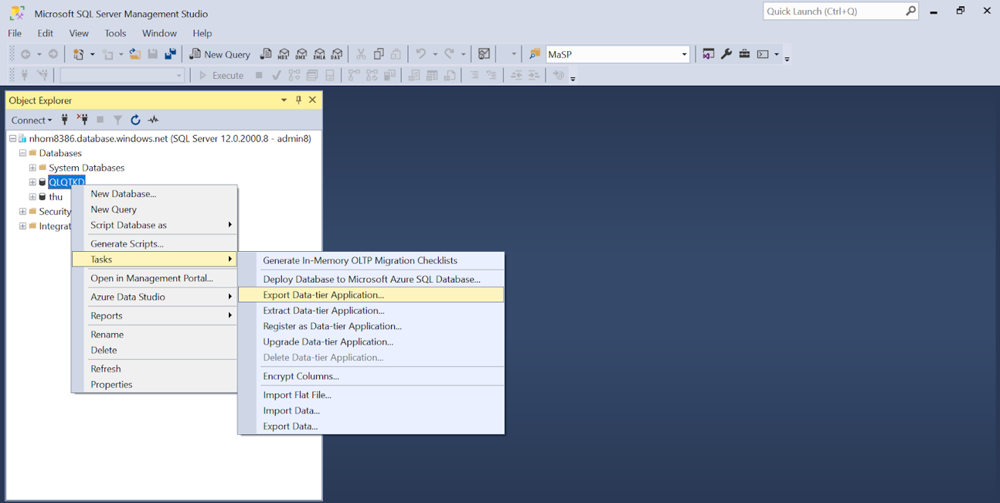 Microsoft SQL Server Management Studio
Quick Launch (Ctrl+Q)
File Edit View Tools Window Help
New Query MDX DMX XMLA DAX MaSP
Execute
Object Explorer
Connect
nhom8386.database.windows.net (SQL Server 12.0.2000.8 - admin8)
Databases
System Databases
QLQTKD
thu
Security
Integrat
New Database...
New Query
Script Database as
Generate Scripts...
Tasks
Open in Management Portal...
Azure Data Studio
Reports
Rename
Delete
Refresh
Properties
Generate In-Memory OLTP Migration Checklists
Deploy Database to Microsoft Azure SQL Database...
Export Data-tier Application...
Extract Data-tier Application...
Register as Data-tier Application...
Upgrade Data-tier Application...
Delete Data-tier Application...
Encrypt Columns...
Import Flat File...
Import Data...
Export Data...